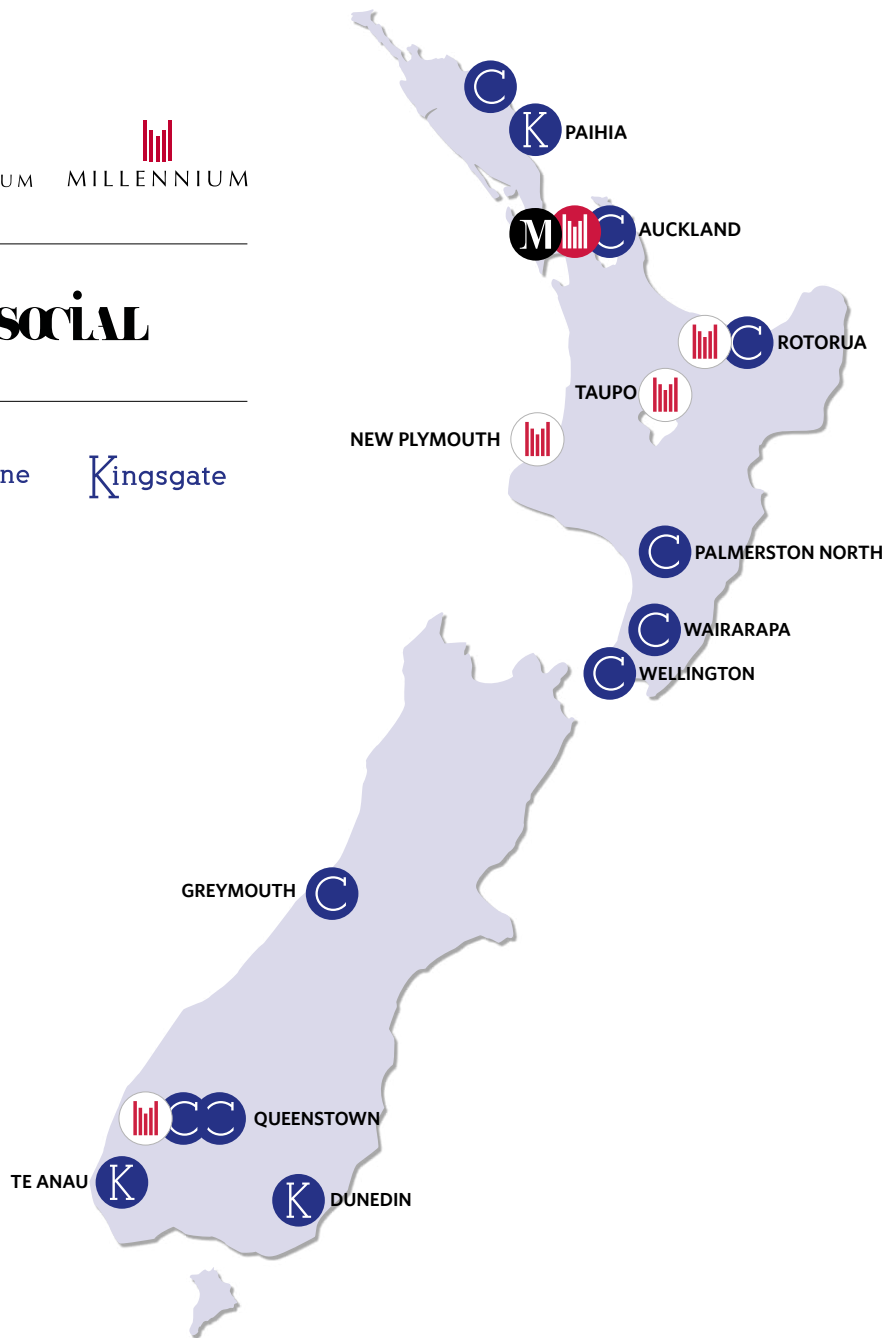 C
K PAIHIA
UM MILLENNIUM
M C AUCKLAND
SOCiAL
C ROTORUA
TAUPO
NEW PLYMOUTH
ne Kingsgate
C PALMERSTON NORTH
C WAIRARAPA
C WELLINGTON
GREYMOUTH C
C C QUEENSTOWN
TE ANAU K
K DUNEDIN